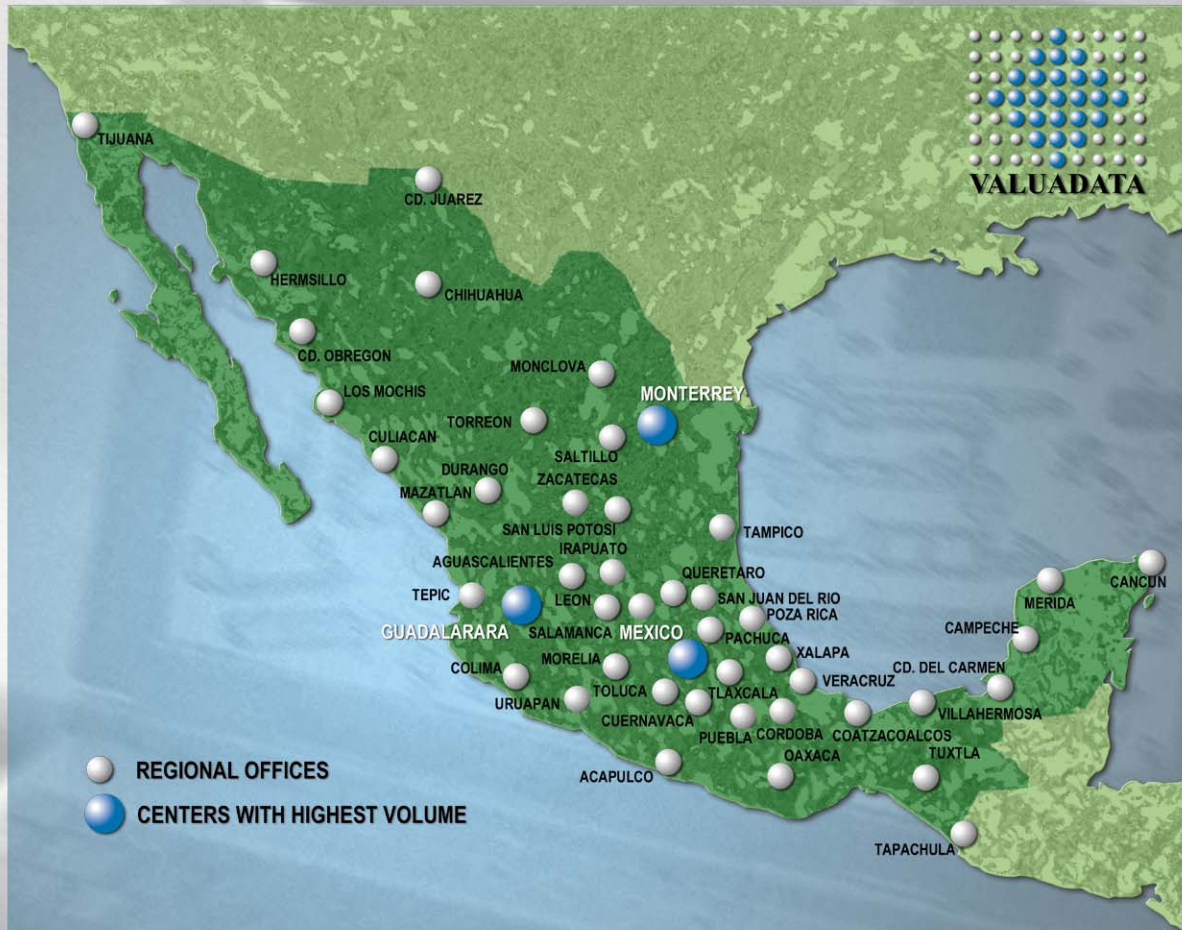 VALUADATA
TIJUANA
CD. JUAREZ
HERMSILLO
CHIHUAHUA
CD. OBREGON
MONCLOVA
LOS MOCHIS
MONTERREY
TORREON
CULIACAN
SALTILLO
DURANGO
ZACATECAS
MAZATLAN
SAN LUIS POTOSI
TAMPICO
IRAPUATO
AGUASCALIENTES
QUERETARO
CANCUN
TEPIC
LEON
SAN JUAN DEL RIO
MERIDA
POZA RICA
GUADALARARA
SALAMANCA
MEXICO
PACHUCA
CAMPECHE
XALAPA
COLIMA
MORELIA
CD. DEL CARMEN
VERACRUZ
TOLUCA
TLAXCALA
URUAPAN
VILLAHERMOSA
CUERNAVACA
PUEBLA
CORDOBA
COATZACOALCOS
OAXACA
TUXTLA
REGIONAL OFFICES
ACAPULCO
CENTERS WITH HIGHEST VOLUME
TAPACHULA